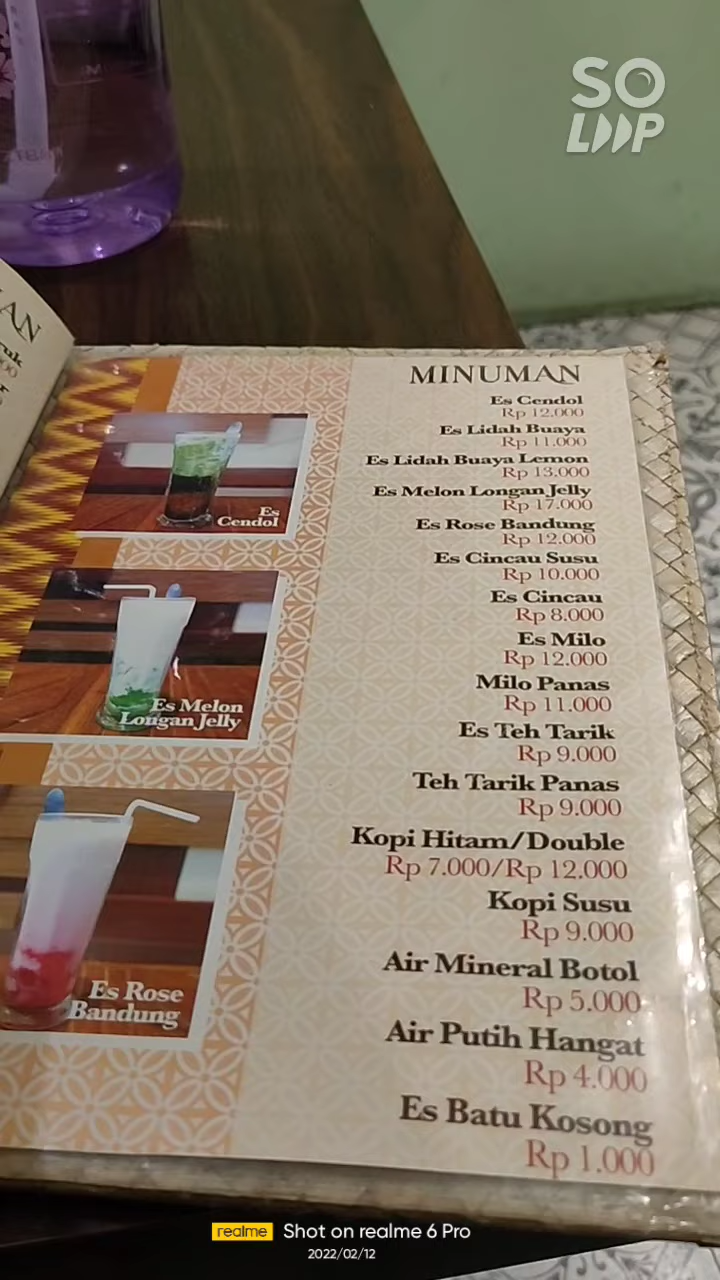 SO
LOOP
MINUMAN
Es Cendol
Rp 12.000
Es Lidah Buaya
Rp 11.000
Es Lidah Buaya Lemon
Rp 13.000
Es Melon Longan Jelly
Rp 17.000
Es Rose Bandung
Rp 12.000
Es Cincau Susu
Rp 10.000
Es Cincau
Rp 8.000
Es Milo
Rp 12.000
Milo Panas
Rp 11.000
Es Teh Tarik
Rp 9.000
Teh Tarik Panas
Rp 9.000
Kopi Hitam/Double
Rp 7.000/Rp 12.000
Kopi Susu
Rp 9.000
Air Mineral Botol
Rp 5.000
Air Putih Hangat
Rp 4.000
Es Batu Kosong
Rp 1.000
Es
Cendol
Es Melon
Longan Jelly
Es Rose
Bandung
realme Shot on realme 6 Pro
2022/02/12